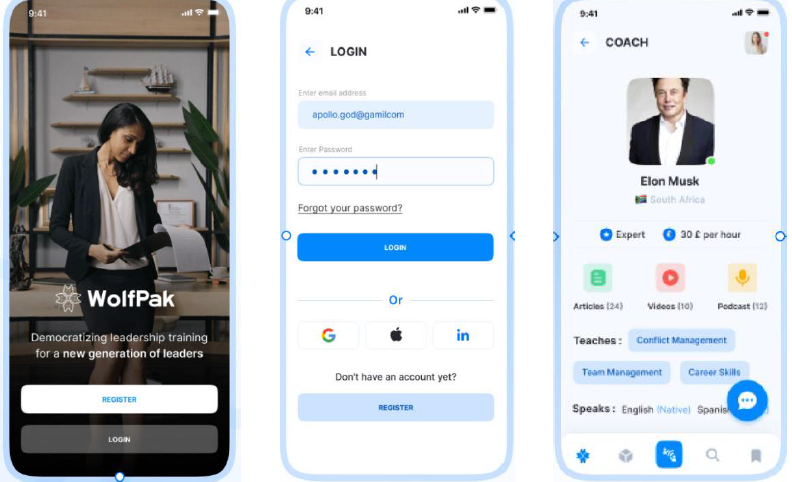 9:41
WolfPak
Democratizing leadership training
for a new generation of leaders
REGISTER
LOGIN
9:41
LOGIN
Enter email address
apollo.god@gamilcom
Enter Password
Forgot your password?
LOGIN
Or
in
Don't have an account yet?
REGISTER
9:41
COACH
Elon Musk
South Africa
Expert
30 £ per hour
Articles (24)
Videos (10)
Podcast (12)
Teaches :
Conflict Management
Team Management
Career Skills
Speaks : English (Native)